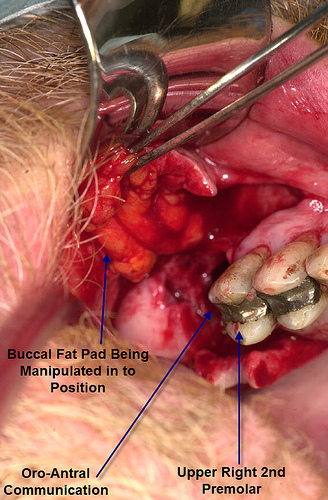 Buccal Fat Pad Being
Manipulated in to
Position
Oro-Antral
Communication
Upper Right 2nd
Premolar